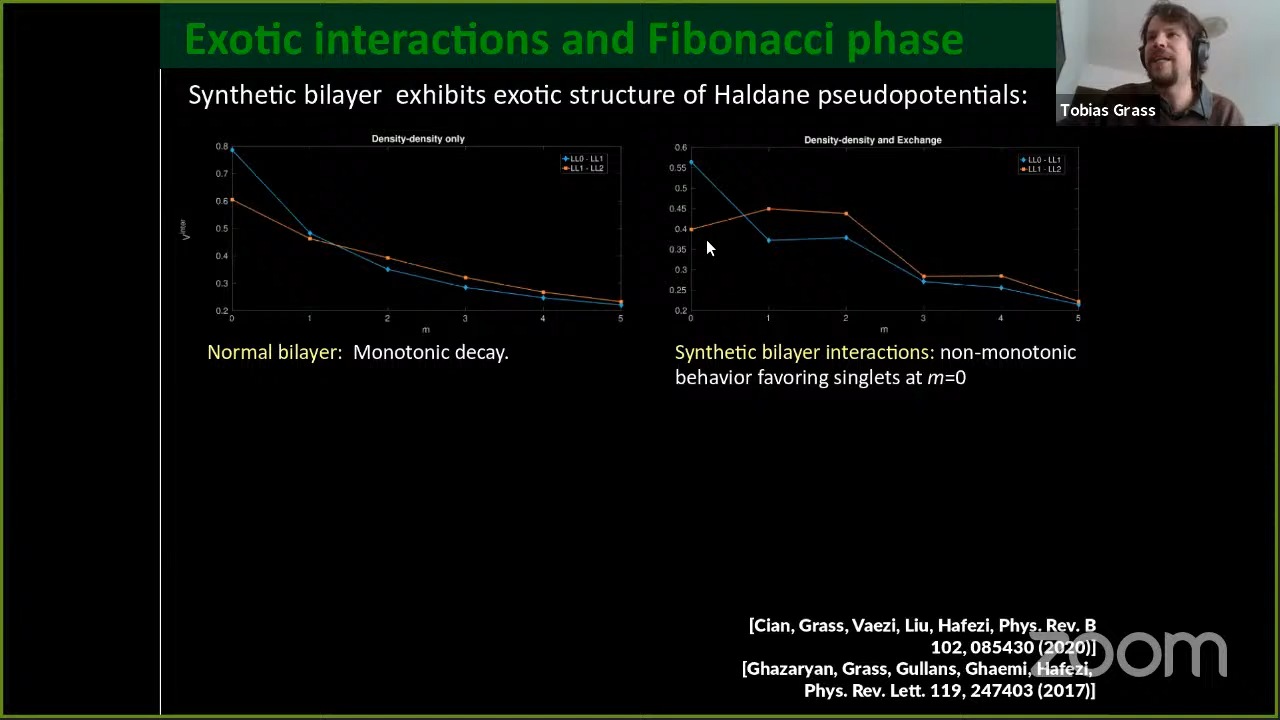 Exotic interactions and Fibonacci phase
Tobias Grass
Synthetic bilayer exhibits exotic structure of Haldane pseudopotentials:
Density-density only
0.8
0.7
0.6
0.5
0.4
0.3
0.2
V^inter
LL0 - LL1
LL1 - LL2
0 1 2 3 4 5
m
Density-density and Exchange
0.6
0.55
0.5
0.45
0.4
0.35
0.3
0.25
0.2
LL0 - LL1
LL1 - LL2
0 1 2 3 4 5
m
Normal bilayer: Monotonic decay.
Synthetic bilayer interactions: non-monotonic
behavior favoring singlets at m=0
[Cian, Grass, Vaezi, Liu, Hafezi, Phys. Rev. B
102, 085430 (2020)]
[Ghazaryan, Grass, Gullans, Ghaemi, Hafezi,
Phys. Rev. Lett. 119, 247403 (2017)]
zoom